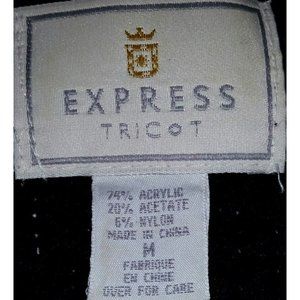 EXPRESS
TRICOT
74% ACRYLIC
20% ACETATE
6% NYLON
MADE IN CHINA
M
FABRIQUE
EN CHINE
OVER FOR CARE